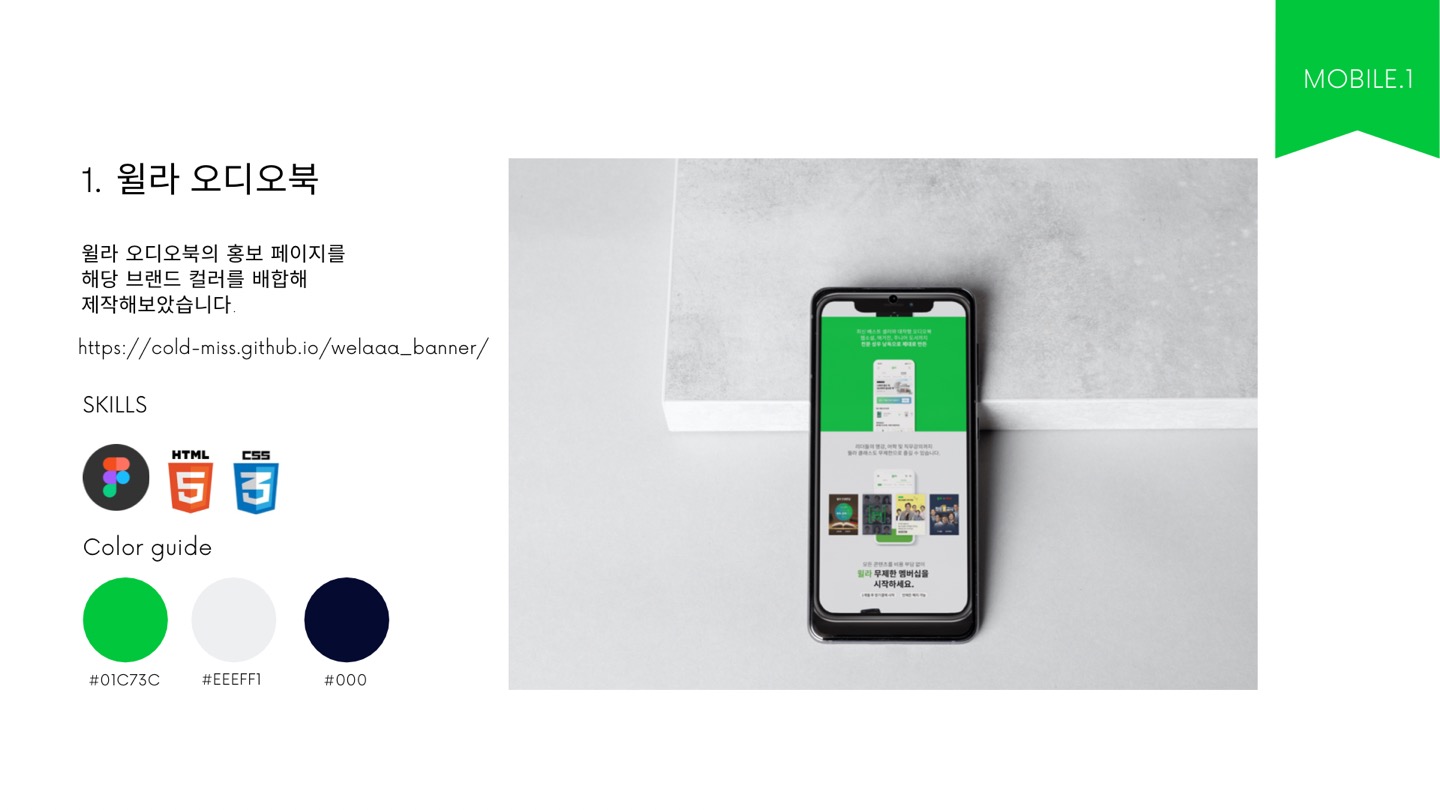 MOBILE.1
1. 윌라 오디오북
윌라 오디오북의 홍보 페이지를
해당 브랜드 컬러를 배합해
제작해보았습니다.
https://cold-miss.github.io/welaaa_banner/
SKILLS
HTML
5
CSS
3
Color guide
#01C73C
#EEEFF1
#000
윌라 무제한 멤버십을
시작하세요.